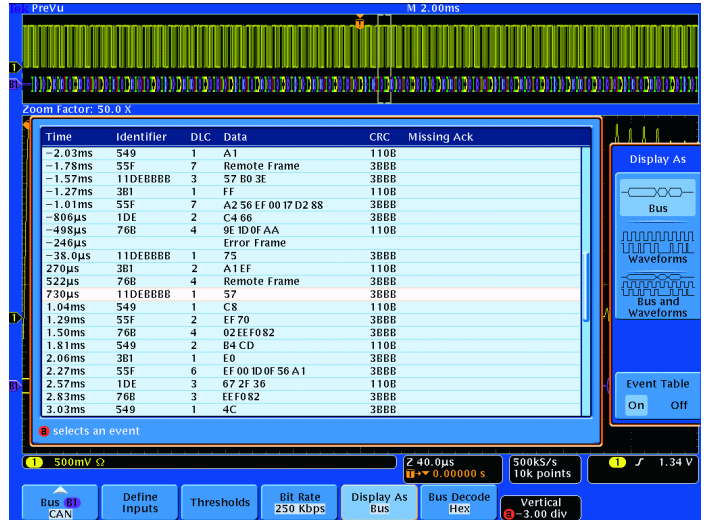 Tek PreVu M 2.00ms
T
1
B1
Zoom Factor: 50.0 X
Time Identifier DLC Data CRC Missing Ack
−2.03ms 549 1 A1 110B
−1.78ms 55F 7 Remote Frame 3BBB
−1.57ms 11DEBBBB 3 57 B0 3E 3BBB
−1.27ms 3B1 1 FF 110B
−1.01ms 55F 7 A2 56 EF 00 17 D2 88 3BBB
−806µs 1DE 2 C4 66 3BBB
−498µs 76B 4 9E 1D 0F AA 110B
−246µs Error Frame
−38.0µs 11DEBBBB 1 75 3BBB
270µs 3B1 2 A1 EF 110B
522µs 76B 4 Remote Frame 3BBB
730µs 11DEBBBB 1 57 3BBB
1.04ms 549 1 C8 110B
1.29ms 55F 2 EF 70 3BBB
1.50ms 76B 4 02 EE F0 82 3BBB
1.81ms 549 2 B4 CD 110B
2.06ms 3B1 1 E0 3BBB
2.27ms 55F 6 EF 00 1D 0F 56 A1 3BBB
2.57ms 1DE 3 67 2F 36 110B
2.83ms 76B 3 EE F0 82 3BBB
3.03ms 549 1 4C 3BBB
a selects an event
Display As
Bus
Waveforms
Bus and
Waveforms
Event Table
On Off
1
B1
1 500mV Ω
Z 40.0µs
T→▼ 0.00000 s
500kS/s
10k points
1 1.34 V
Bus B1
CAN
Define
Inputs
Thresholds
Bit Rate
250 Kbps
Display As
Bus
Bus Decode
Hex
Vertical
a −3.00 div